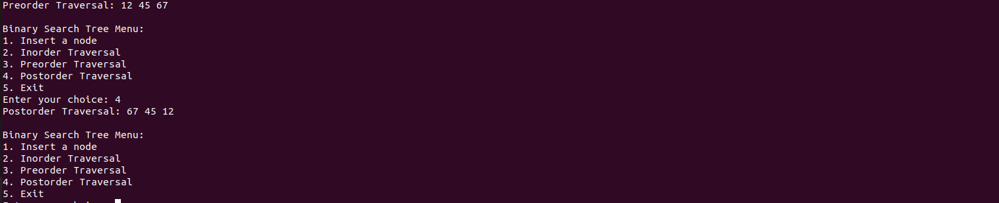 Preorder Traversal: 12 45 67
Binary Search Tree Menu:
1. Insert a node
2. Inorder Traversal
3. Preorder Traversal
4. Postorder Traversal
5. Exit
Enter your choice: 4
Postorder Traversal: 67 45 12
Binary Search Tree Menu:
1. Insert a node
2. Inorder Traversal
3. Preorder Traversal
4. Postorder Traversal
5. Exit